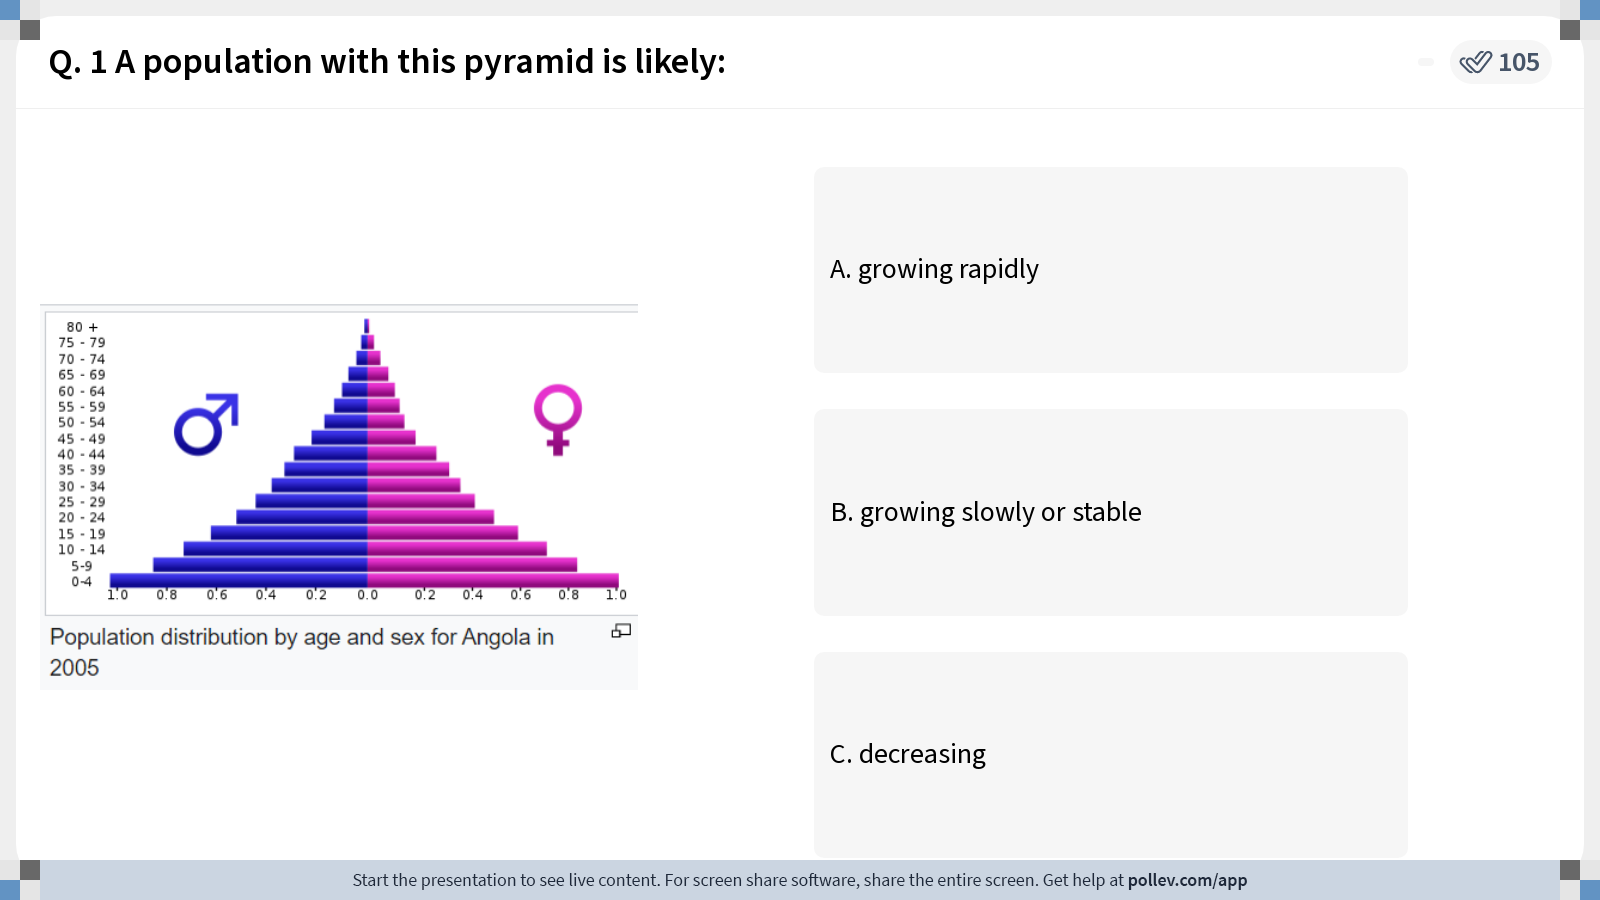 Q. 1 A population with this pyramid is likely:
105
80 +
75 - 79
70 - 74
65 - 69
60 - 64
55 - 59
50 - 54
45 - 49
40 - 44
35 - 39
30 - 34
25 - 29
20 - 24
15 - 19
10 - 14
5-9
0-4
1.0 0.8 0.6 0.4 0.2 0.0 0.2 0.4 0.6 0.8 1.0
Population distribution by age and sex for Angola in
2005
A. growing rapidly
B. growing slowly or stable
C. decreasing
Start the presentation to see live content. For screen share software, share the entire screen. Get help at pollev.com/app